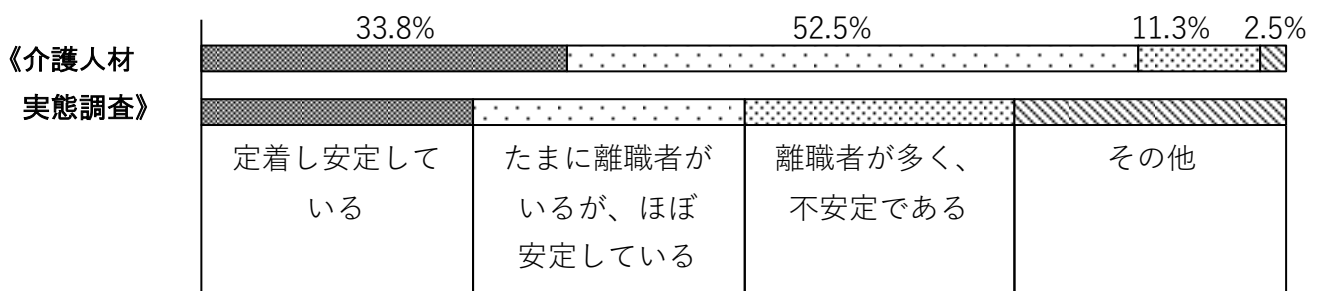 33.8% 52.5% 11.3% 2.5%
《介護人材
実態調査》
定着し安定して
いる
たまに離職者が
いるが、ほぼ
安定している
離職者が多く、
不安定である
その他